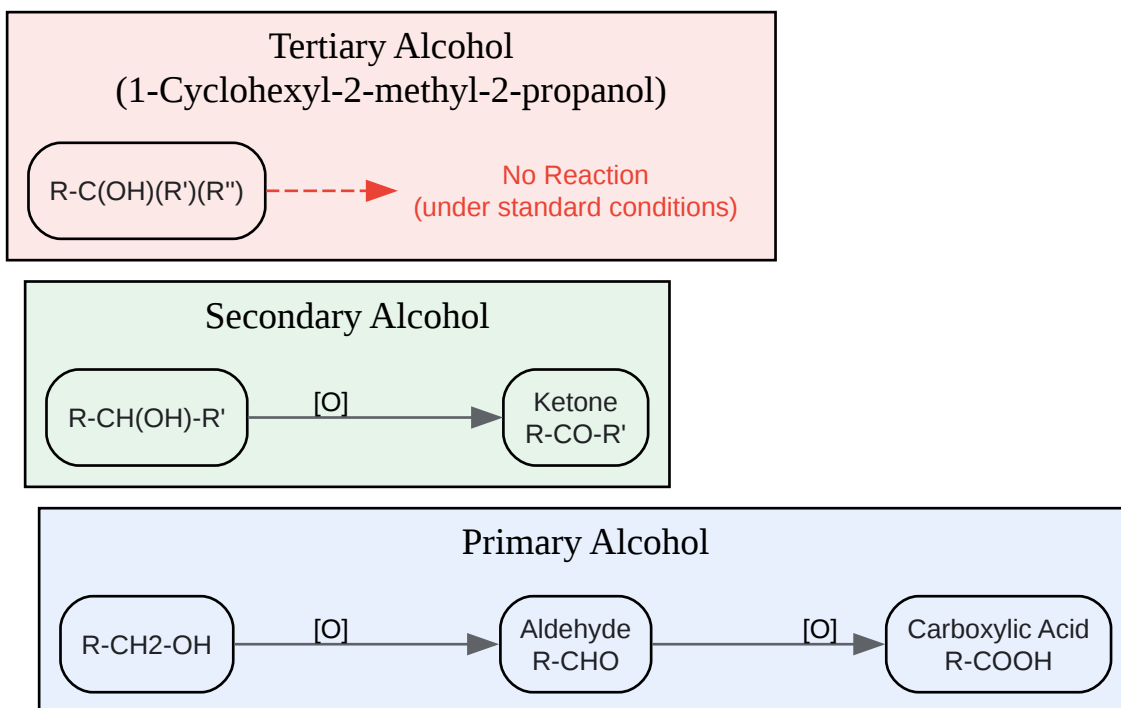 Tertiary Alcohol
(1-Cyclohexyl-2-methyl-2-propanol)
R-C(OH)(R')(R'')
No Reaction
(under standard conditions)
Secondary Alcohol
R-CH(OH)-R'
[O]
Ketone
R-CO-R'
Primary Alcohol
R-CH2-OH
[O]
Aldehyde
R-CHO
[O]
Carboxylic Acid
R-COOH